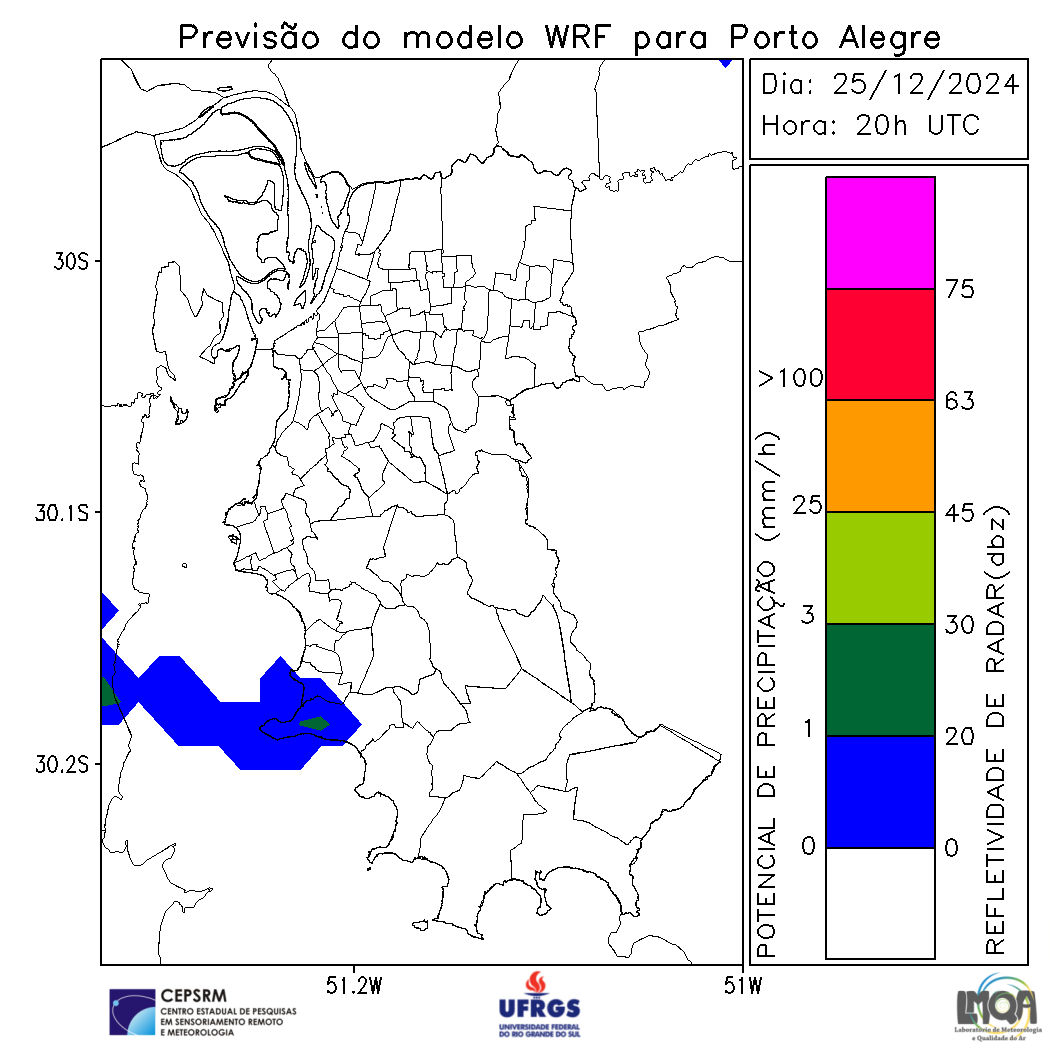 Previsão do modelo WRF para Porto Alegre
Dia: 25/12/2024
Hora: 20h UTC
30S
30.1S
30.2S
51.2W
51W
POTENCIAL DE PRECIPITAÇÃO (mm/h)
>100
25
3
1
0
75
63
45
30
20
0
REFLETIVIDADE DE RADAR(dbz)
CEPSRM
CENTRO ESTADUAL DE PESQUISAS
EM SENSORIAMENTO REMOTO
E METEOROLOGIA
UFRGS
UNIVERSIDADE FEDERAL
DO RIO GRANDE DO SUL
LMQA
Laboratório de Meteorologia
e Qualidade do Ar